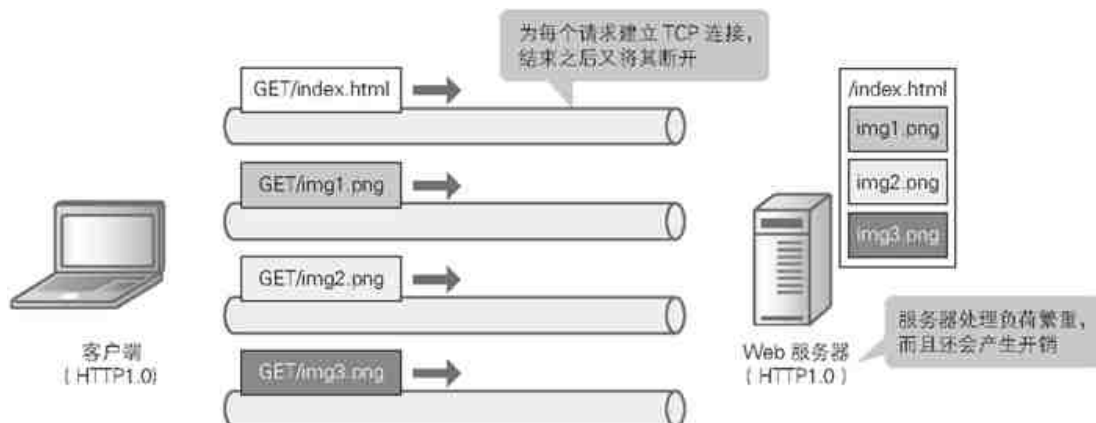 为每个请求建立 TCP 连接，
结束之后又将其断开
GET/index.html
GET/img1.png
GET/img2.png
GET/img3.png
客户端
( HTTP1.0)
/index.html
img1.png
img2.png
img3.png
Web 服务器
( HTTP1.0 )
服务器处理负荷繁重，
而且还会产生开销